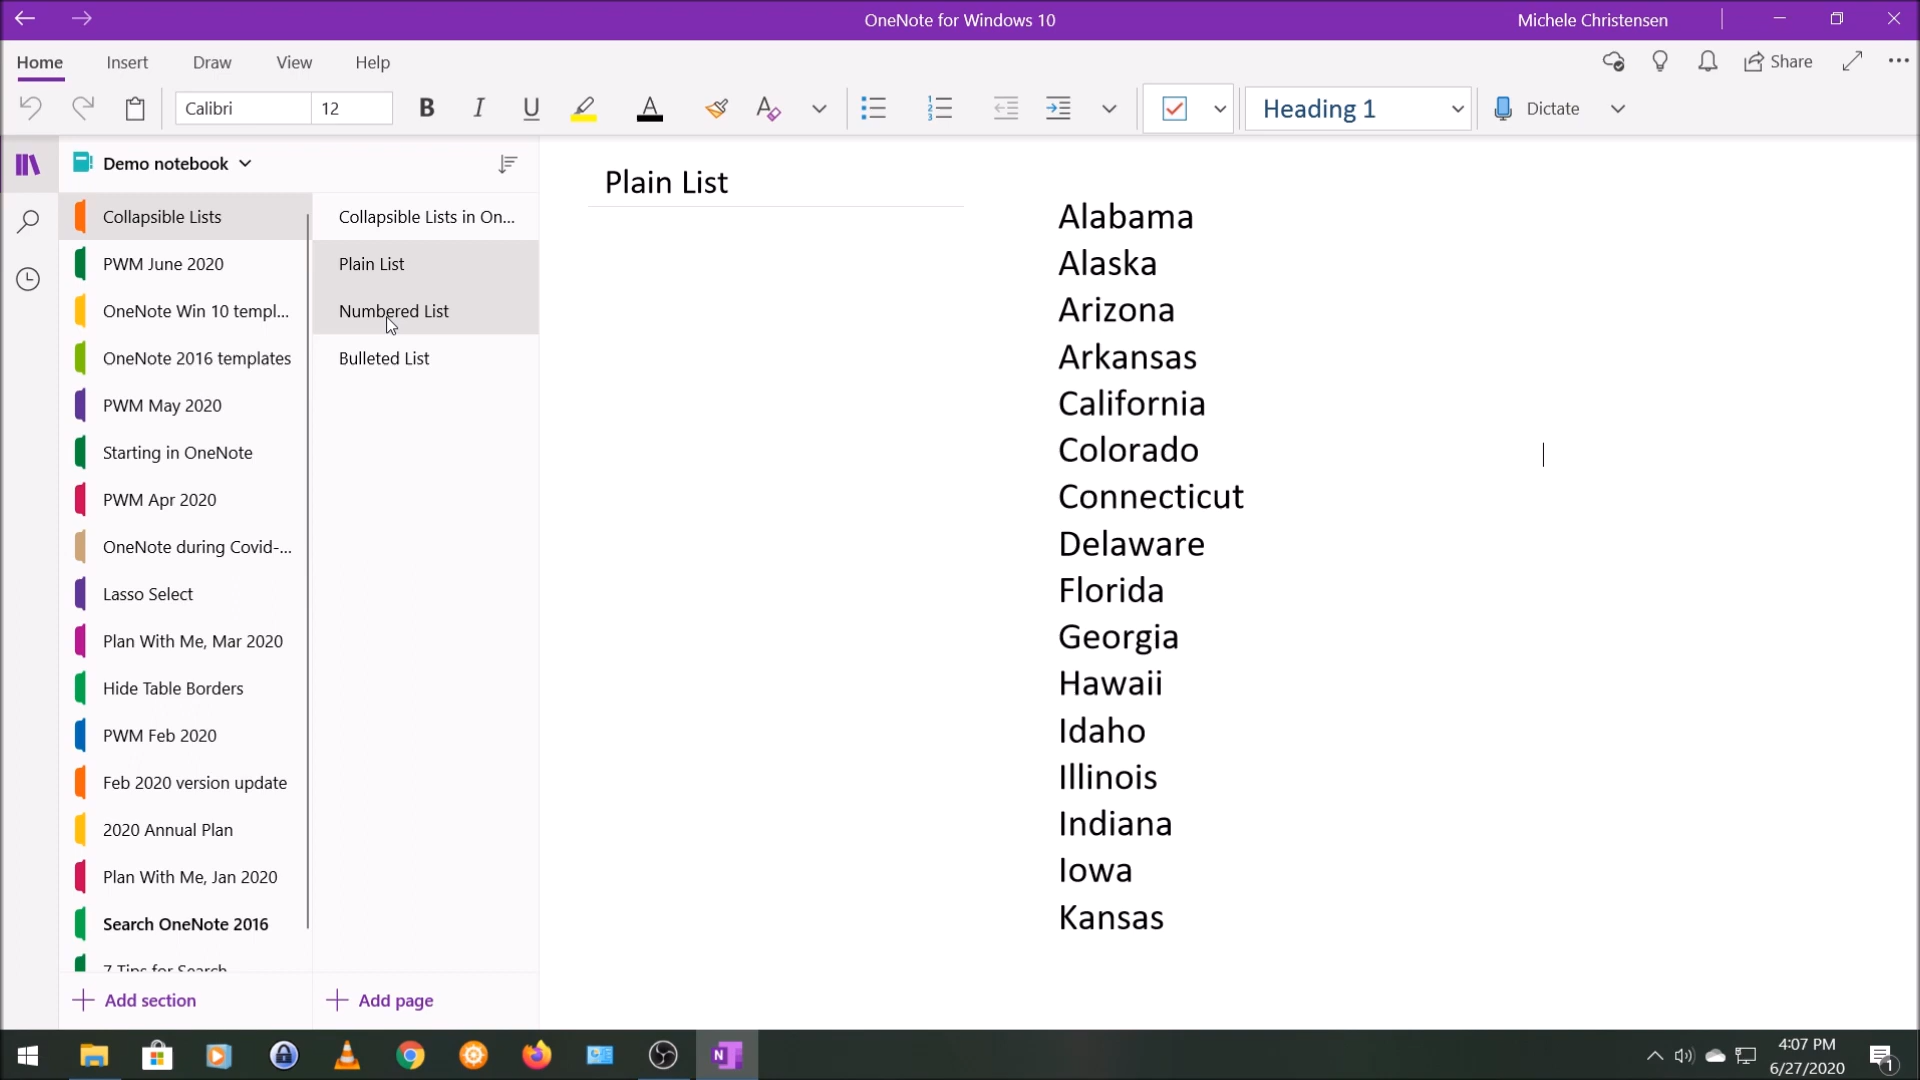 OneNote for Windows 10
Michele Christensen
Home Insert Draw View Help
Share
Calibri 12 B I U A Heading 1 Dictate
Demo notebook
Collapsible Lists
PWM June 2020
OneNote Win 10 templ...
OneNote 2016 templates
PWM May 2020
Starting in OneNote
PWM Apr 2020
OneNote during Covid-...
Lasso Select
Plan With Me, Mar 2020
Hide Table Borders
PWM Feb 2020
Feb 2020 version update
2020 Annual Plan
Plan With Me, Jan 2020
Search OneNote 2016
7 Tips for Search
Add section
Collapsible Lists in On...
Plain List
Numbered List
Bulleted List
Add page
Plain List
Alabama
Alaska
Arizona
Arkansas
California
Colorado
Connecticut
Delaware
Florida
Georgia
Hawaii
Idaho
Illinois
Indiana
Iowa
Kansas
4:07 PM
6/27/2020
1